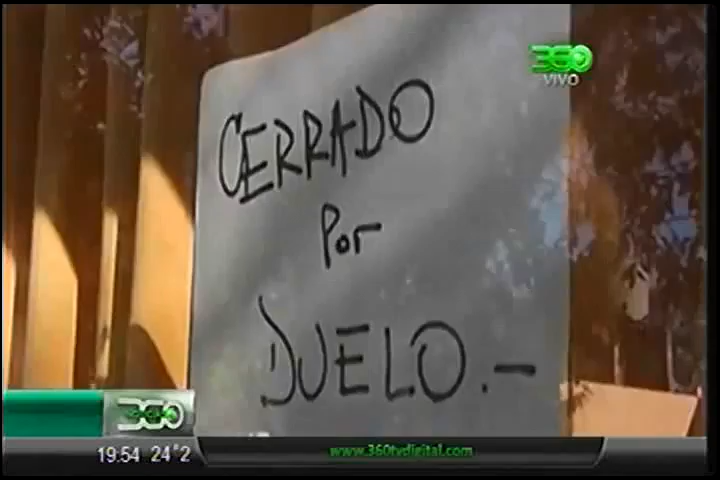 360
VIVO
CERRADO
Por
DUELO.-
360
19:54 24°2
www.360tvdigital.com